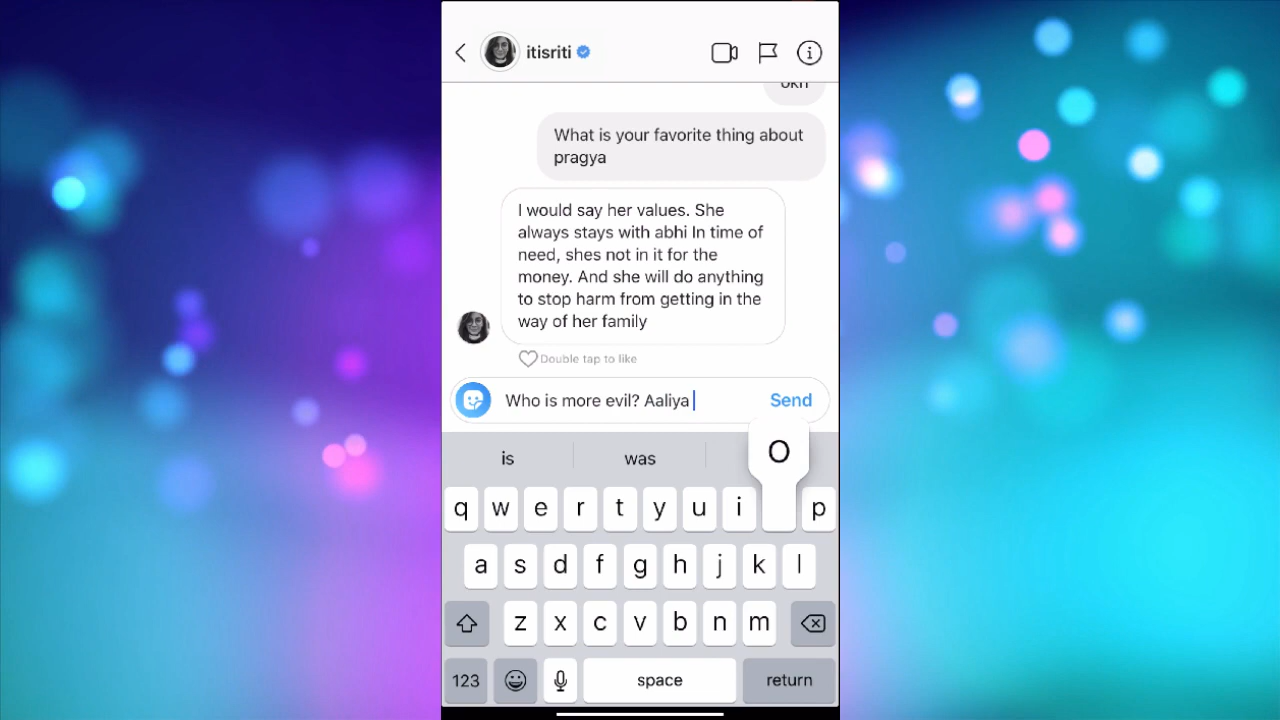 itisriti
okh
What is your favorite thing about
pragya
I would say her values. She
always stays with abhi In time of
need, shes not in it for the
money. And she will do anything
to stop harm from getting in the
way of her family
Double tap to like
Who is more evil? Aaliya
Send
is
was
O
q w e r t y u i p
a s d f g h j k l
z x c v b n m
123
space
return